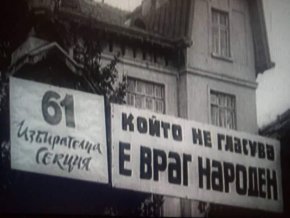 61
Избирателна
Секция
КОЙТО НЕ ГЛАСУВА
Е ВРАГ НАРОДЕН